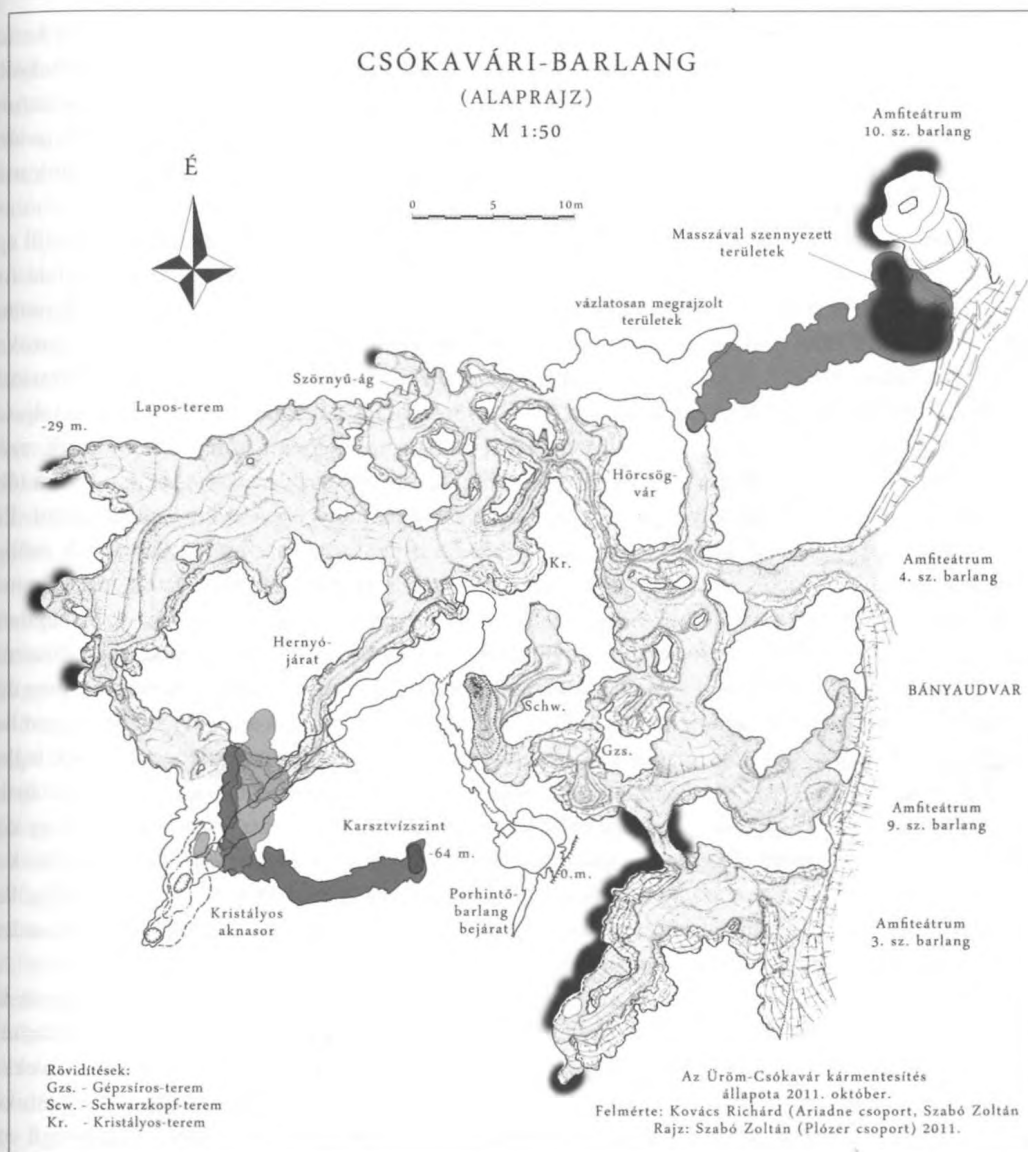 CSÓKAVÁRI-BARLANG
(ALAPRAJZ)
M 1:50
É
0 5 10m
Amfiteátrum
10. sz. barlang
Masszával szennyezett
területek
vázlatosan megrajzolt
területek
Szörnyű-ág
Lapos-terem
-29 m.
Hörcsög-
vár
Kr.
Amfiteátrum
4. sz. barlang
Hernyó-
járat
Schw.
BÁNYAUDVAR
Gzs.
Karsztvízszint
-64 m.
Amfiteátrum
9. sz. barlang
0.m.
Porhintő-
barlang
bejárat
Kristályos
aknasor
Amfiteátrum
3. sz. barlang
Rövidítések:
Gzs. - Gépzsíros-terem
Scw. - Schwarzkopf-terem
Kr. - Kristályos-terem
Az Üröm-Csókavár kármentesítés
állapota 2011. október.
Felmérte: Kovács Richárd (Ariadne csoport, Szabó Zoltán
Rajz: Szabó Zoltán (Plózer csoport) 2011.